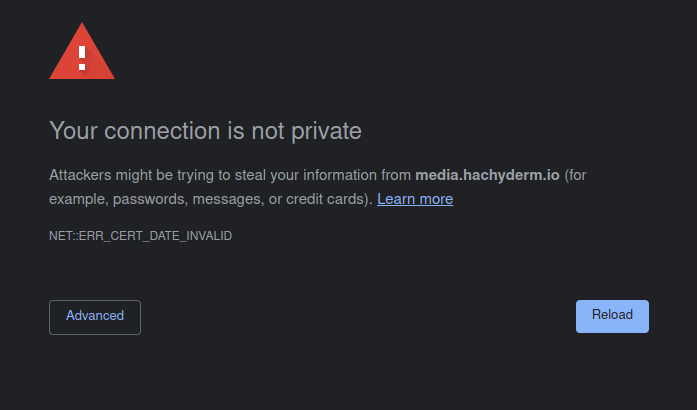 Your connection is not private
Attackers might be trying to steal your information from media.hachyderm.io (for
example, passwords, messages, or credit cards). Learn more
NET::ERR_CERT_DATE_INVALID
Advanced
Reload